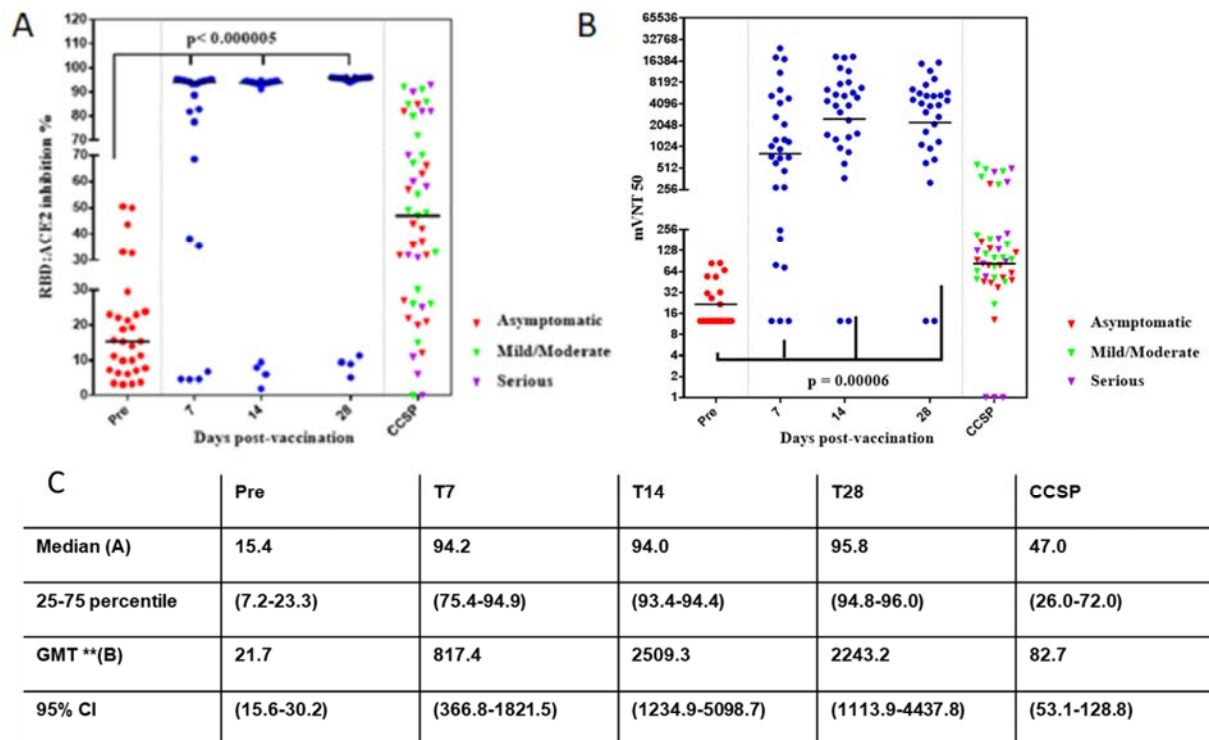 A
120
110
100
90
80
70
70
60
50
40
30
30
20
10
0
RBD:ACE2 inhibition %
p< 0.000005
Pre
7
14
28
CCSP
Days post-vaccination
Asymptomatic
Mild/Moderate
Serious
B
65536
32768
16384
8192
4096
2048
1024
512
256
256
128
64
32
16
8
4
2
1
mVNT 50
p = 0.00006
Pre
7
14
28
CCSP
Days post-vaccination
Asymptomatic
Mild/Moderate
Serious
C Pre T7 T14 T28 CCSP
Median (A) 15.4 94.2 94.0 95.8 47.0
25-75 percentile (7.2-23.3) (75.4-94.9) (93.4-94.4) (94.8-96.0) (26.0-72.0)
GMT **(B) 21.7 817.4 2509.3 2243.2 82.7
95% CI (15.6-30.2) (366.8-1821.5) (1234.9-5098.7) (1113.9-4437.8) (53.1-128.8)